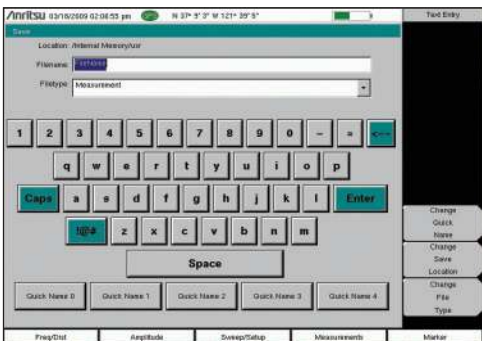 Anritsu 03/10/2009 02:08:55 pm N 37° 9' 3" W 121° 39' 5" Text Entry
Save
Location: /Internal Memory/usr
Filename:
Filetype: Measurement
1 2 3 4 5 6 7 8 9 0 - = <--
q w e r t y u i o p
Caps a s d f g h j k l Enter
!@# z x c v b n m
Space
Quick Name 0 Quick Name 1 Quick Name 2 Quick Name 3 Quick Name 4
Change
Quick
Name
Change
Save
Location
Change
File
Type
Freq/Dist Amplitude Sweep/Setup Measurements Marker